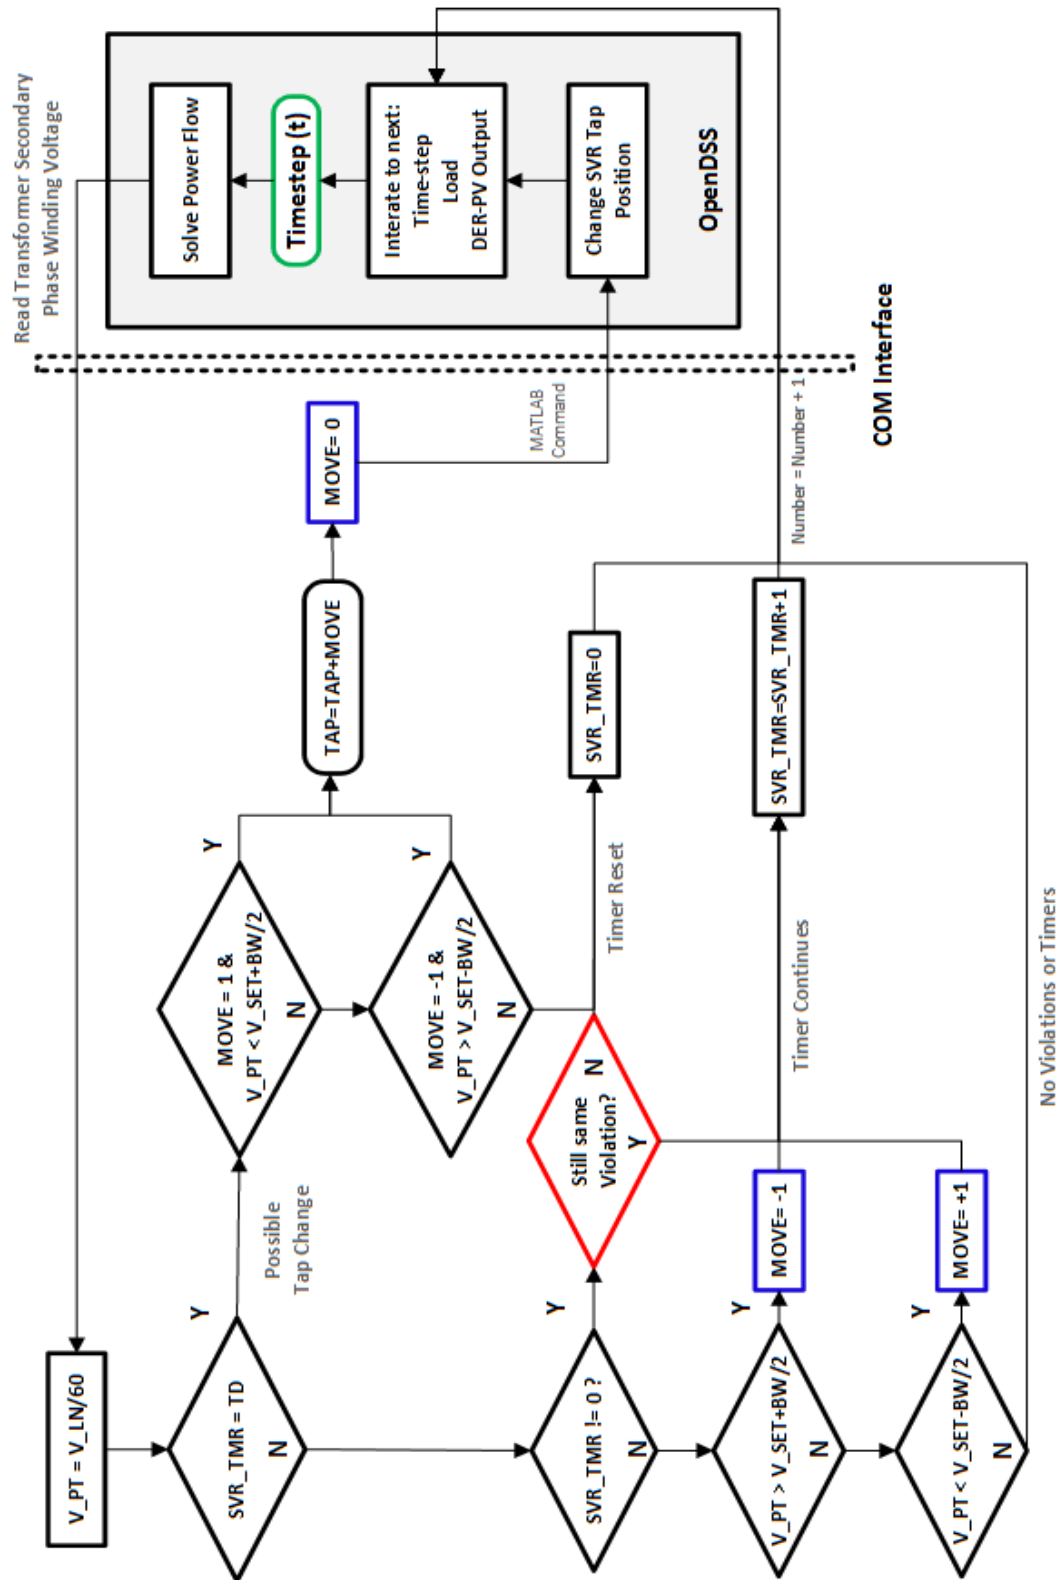 V_PT = V_LN/60
SVR_TMR = TD
Y
N
Possible
Tap Change
MOVE = 1 &
V_PT < V_SET+BW/2
Y
N
MOVE = -1 &
V_PT > V_SET-BW/2
Y
N
TAP=TAP+MOVE
MOVE= 0
MATLAB
Command
SVR_TMR != 0 ?
Y
N
Still same
Violation?
N
Y
Timer Reset
SVR_TMR=0
V_PT > V_SET+BW/2
Y
N
MOVE= -1
Timer Continues
SVR_TMR=SVR_TMR+1
Number = Number + 1
V_PT < V_SET-BW/2
Y
N
MOVE= +1
No Violations or Timers
COM Interface
Read Transformer Secondary
Phase Winding Voltage
Solve Power Flow
Timestep (t)
Interate to next:
Time-step
Load
DER-PV Output
Change SVR Tap
Position
OpenDSS